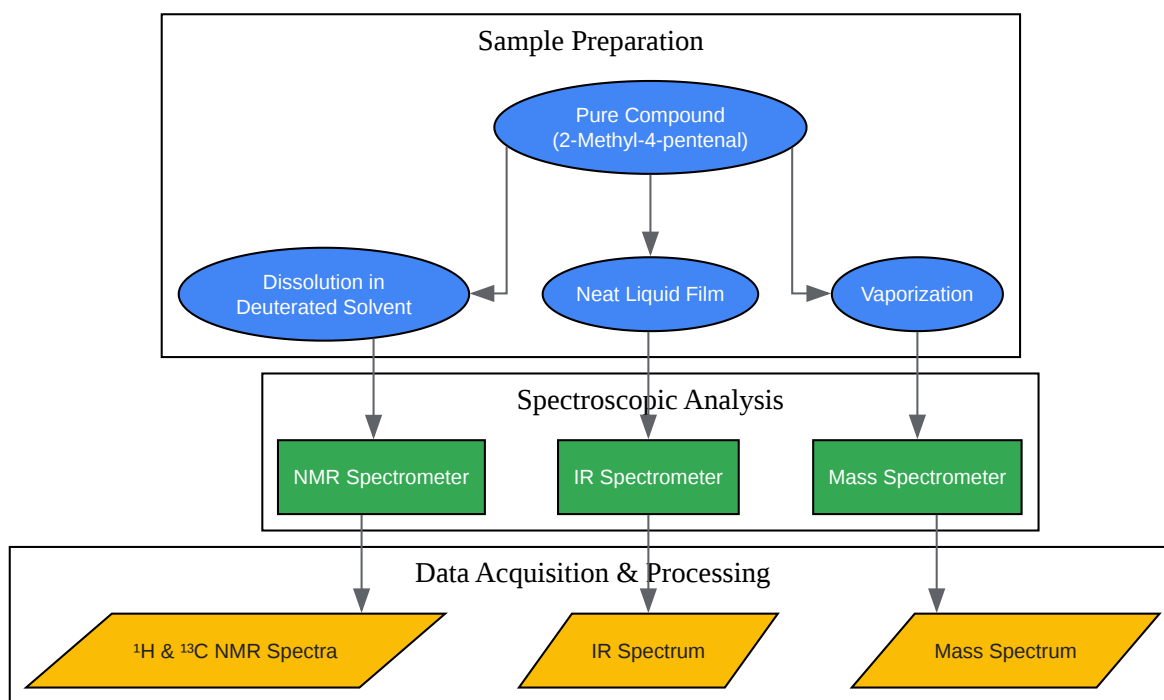 Sample Preparation
Pure Compound
(2-Methyl-4-pentenal)
Dissolution in
Deuterated Solvent
Neat Liquid Film
Vaporization
Spectroscopic Analysis
NMR Spectrometer
IR Spectrometer
Mass Spectrometer
Data Acquisition & Processing
¹H & ¹³C NMR Spectra
IR Spectrum
Mass Spectrum